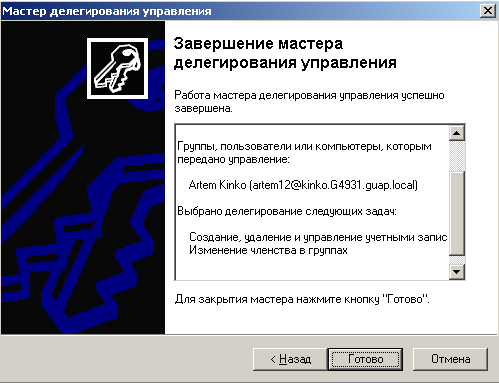 Мастер делегирования управления
Завершение мастера
делегирования управления
Работа мастера делегирования управления успешно
завершена.
Группы, пользователи или компьютеры, которым
передано управление:
Artem Kinko (artem12@kinko.G4931.guap.local)
Выбрано делегирование следующих задач:
Создание, удаление и управление учетными запис
Изменение членства в группах
Для закрытия мастера нажмите кнопку "Готово".
< Назад Готово Отмена